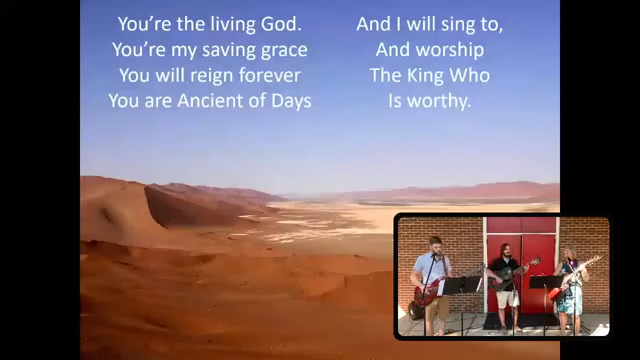 You're the living God.
You're my saving grace
You will reign forever
You are Ancient of Days
And I will sing to,
And worship
The King Who
Is worthy.